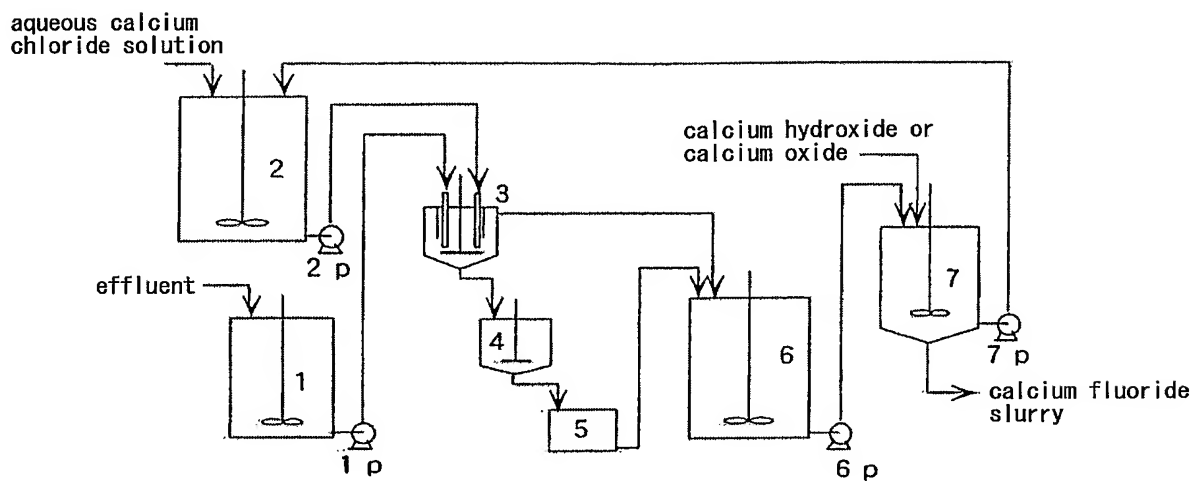 aqueous calcium
chloride solution
calcium hydroxide or
calcium oxide
2
3
2 p
effluent
7
4
6
7 p
1
calcium fluoride
slurry
5
1 p
6 p